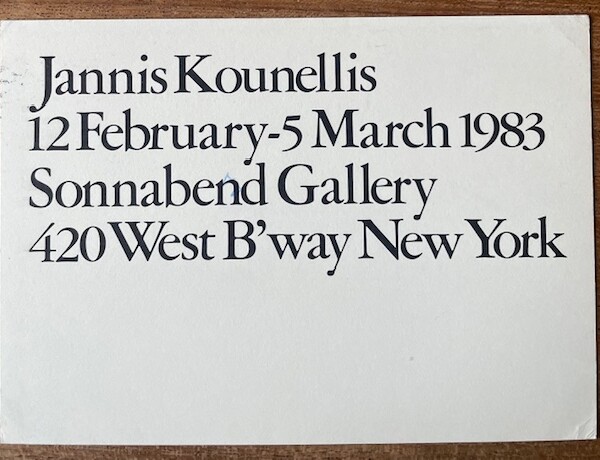 Jannis Kounellis
12 February-5 March 1983
Sonnabend Gallery
420 West B’way New York